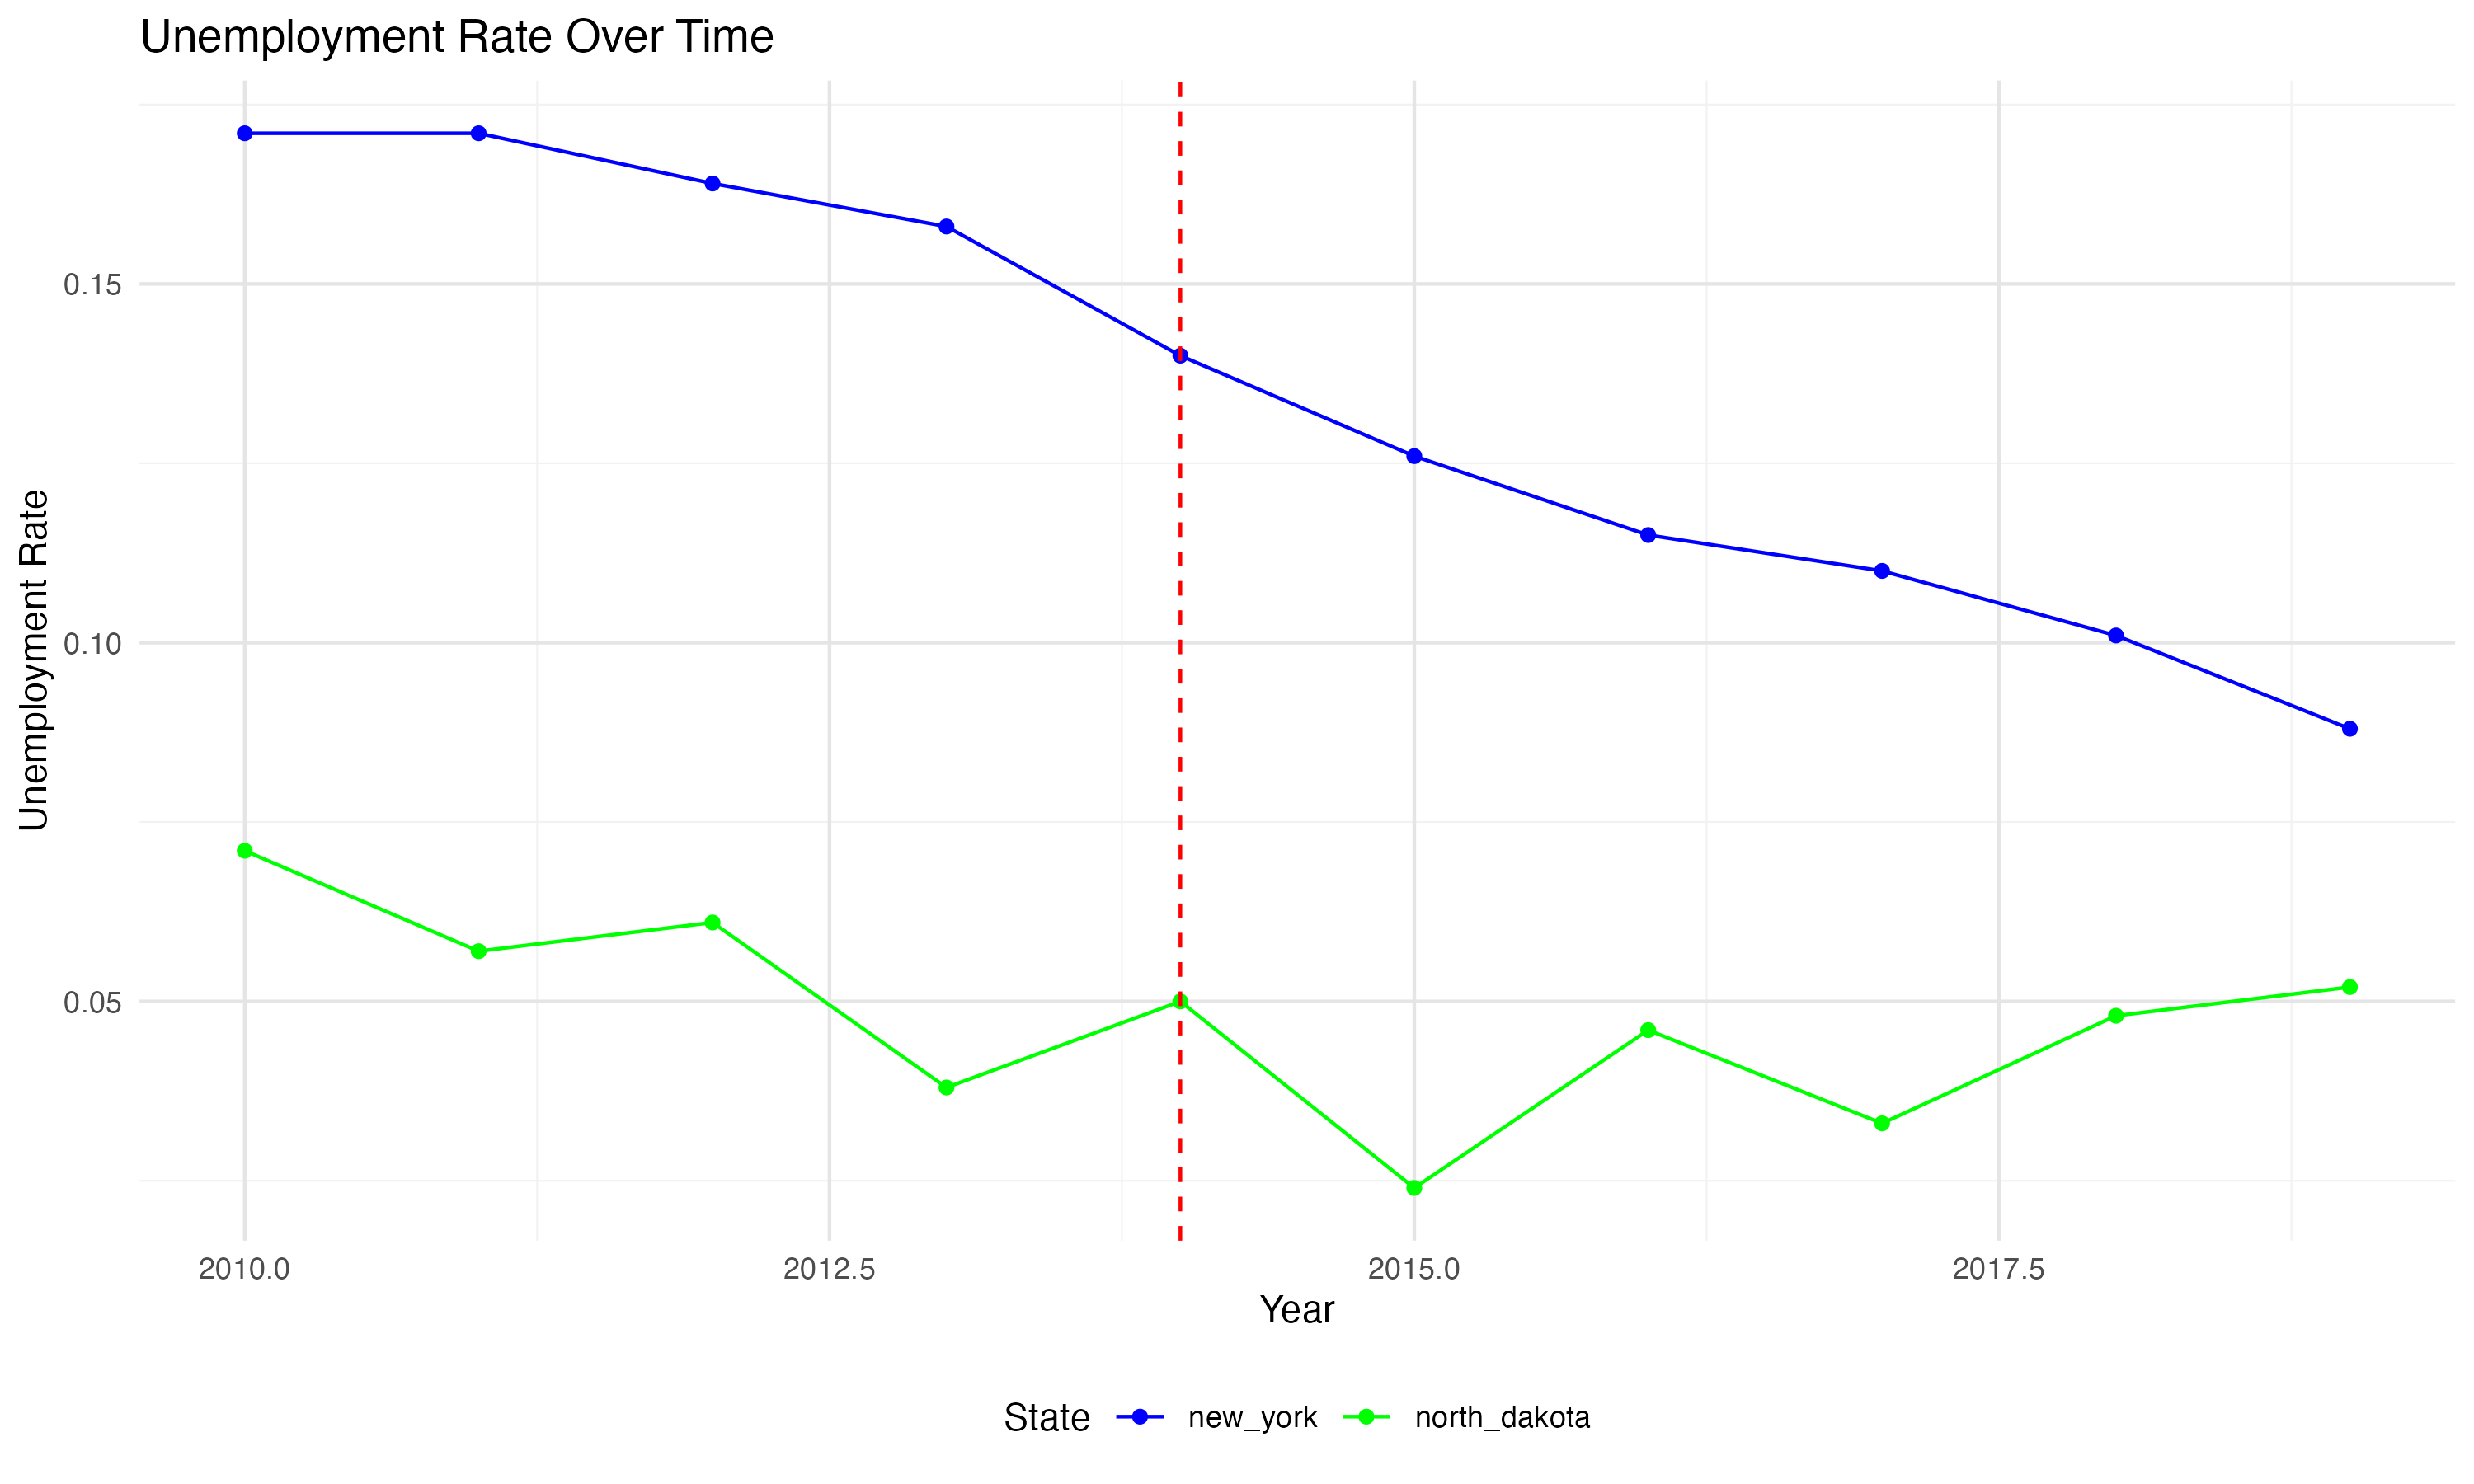 Unemployment Rate Over Time
Unemployment Rate
0.15
0.10
0.05
2010.0 2012.5 2015.0 2017.5
Year
State new_york north_dakota